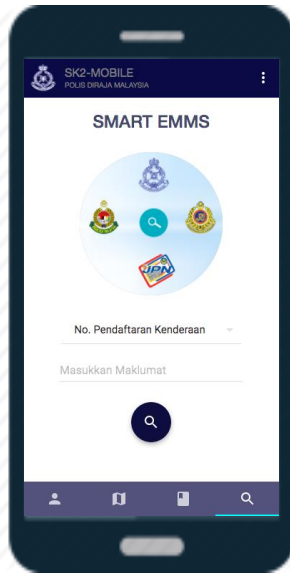 SK2-MOBILE
POLIS DIRAJA MALAYSIA
SMART EMMS
JPN
No. Pendaftaran Kenderaan
Masukkan Maklumat